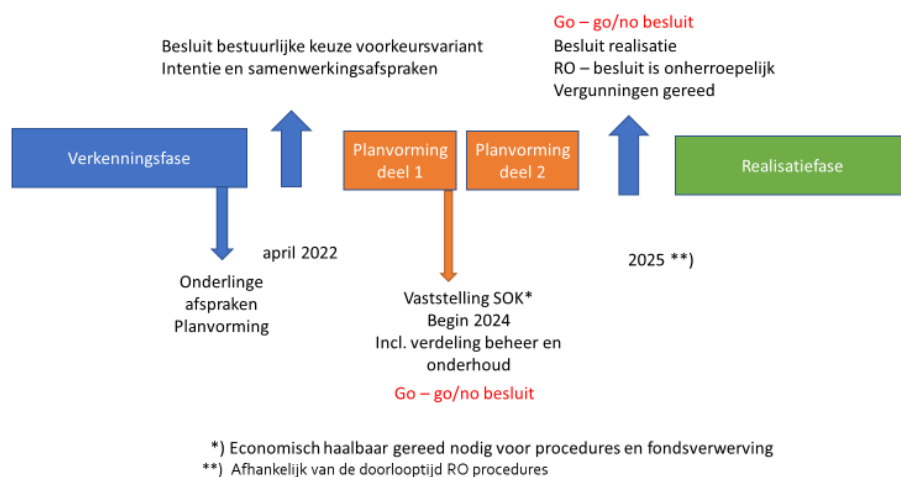 Besluit bestuurlijke keuze voorkeursvariant
Intentie en samenwerkingsafspraken
Go – go/no besluit
Besluit realisatie
RO – besluit is onherroepelijk
Vergunningen gereed
Verkenningsfase
Planvorming
deel 1
Planvorming
deel 2
Realisatiefase
april 2022
2025 **)
Onderlinge
afspraken
Planvorming
Vaststelling SOK*
Begin 2024
Incl. verdeling beheer en
onderhoud
Go – go/no besluit
*) Economisch haalbaar gereed nodig voor procedures en fondsverwerving
**) Afhankelijk van de doorlooptijd RO procedures